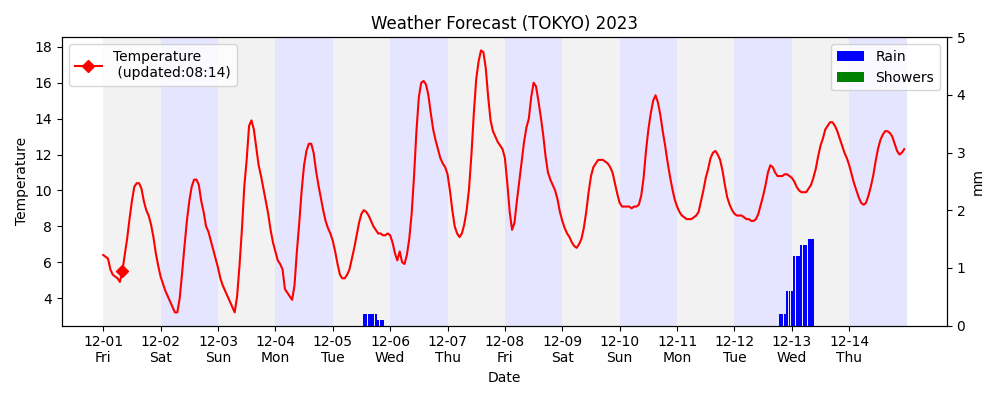 Weather Forecast (TOKYO) 2023
Temperature
(updated:08:14)
Rain
Showers
18
16
14
12
10
8
6
4
Temperature
5
4
3
2
1
0
mm
12-01 12-02 12-03 12-04 12-05 12-06 12-07 12-08 12-09 12-10 12-11 12-12 12-13 12-14
Fri Sat Sun Mon Tue Wed Thu Fri Sat Sun Mon Tue Wed Thu
Date